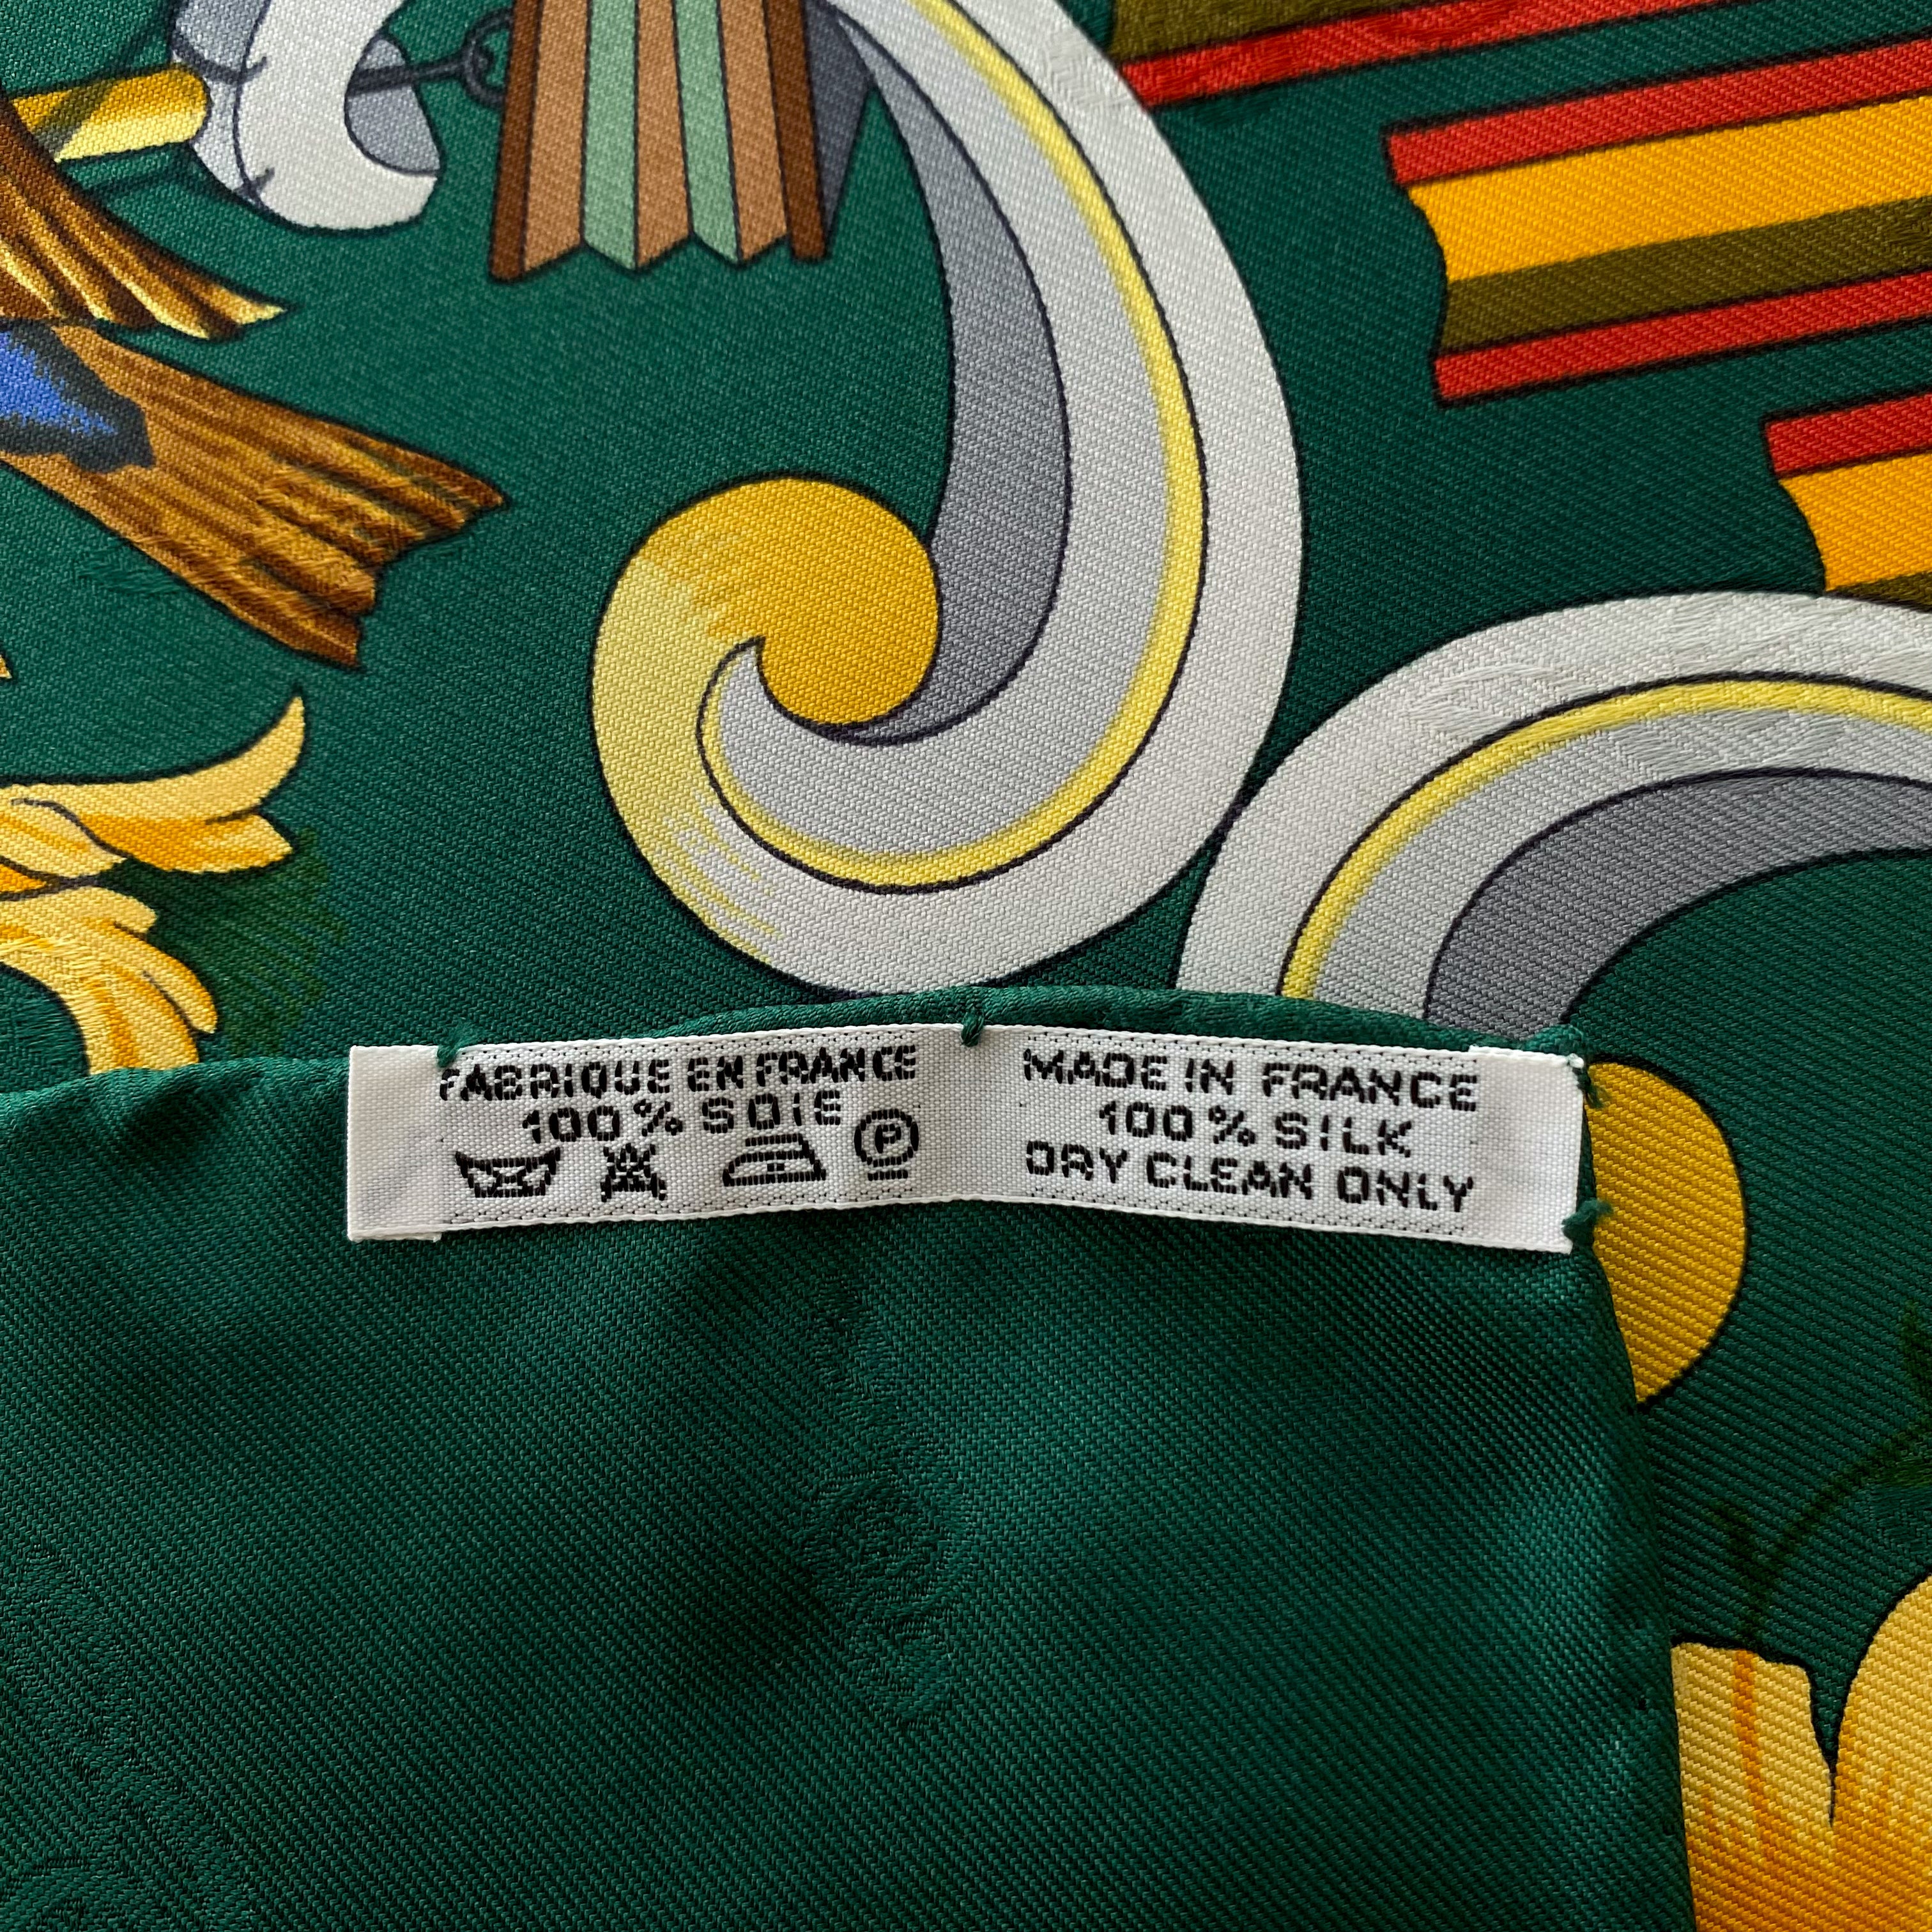 FABRIQUE EN FRANCE
100% SOIE
P
MADE IN FRANCE
100% SILK
DRY CLEAN ONLY